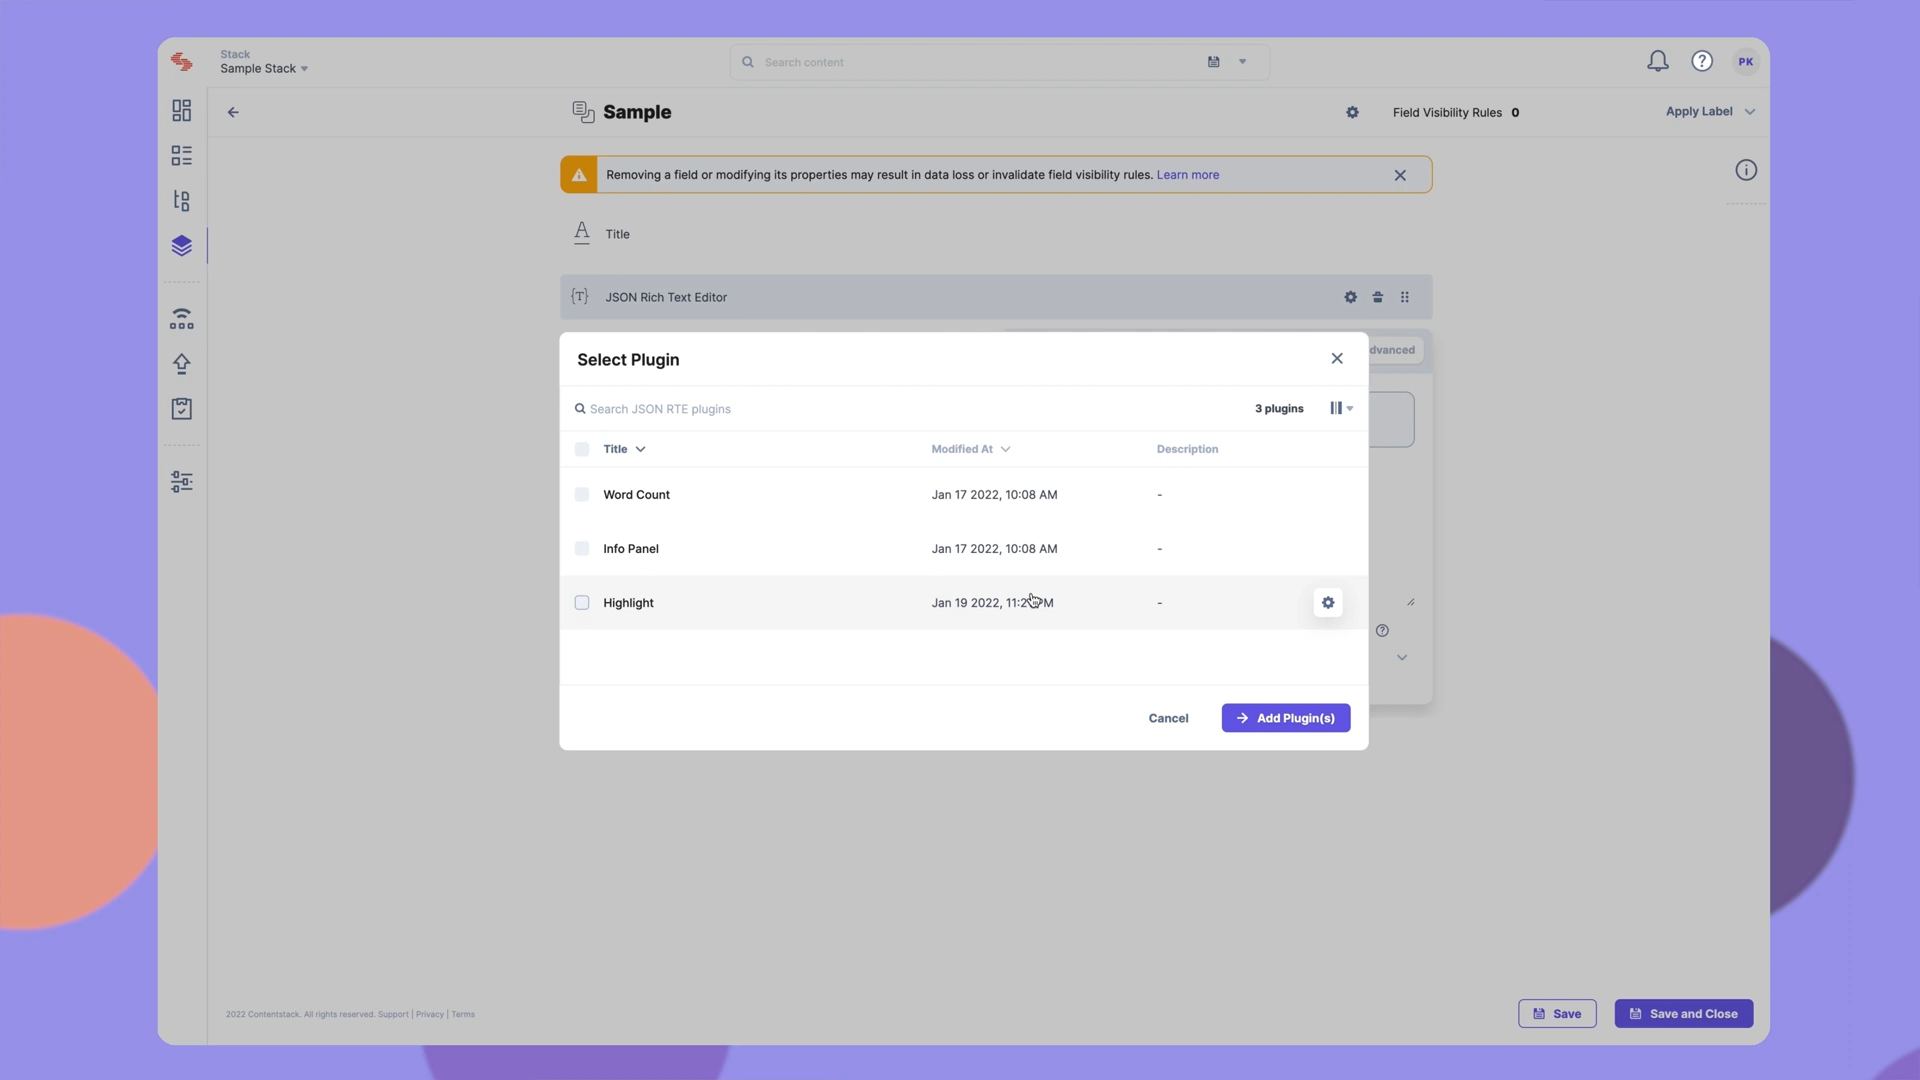 Stack
Sample Stack
Search content
PK
Sample
Field Visibility Rules 0
Apply Label
Removing a field or modifying its properties may result in data loss or invalidate field visibility rules. Learn more
A Title
{T} JSON Rich Text Editor
Select Plugin
dvanced
Search JSON RTE plugins
3 plugins
Title Modified At Description
Word Count Jan 17 2022, 10:08 AM -
Info Panel Jan 17 2022, 10:08 AM -
Highlight Jan 19 2022, 11:2 PM -
Cancel
Add Plugin(s)
2022 Contentstack. All rights reserved. Support | Privacy | Terms
Save
Save and Close